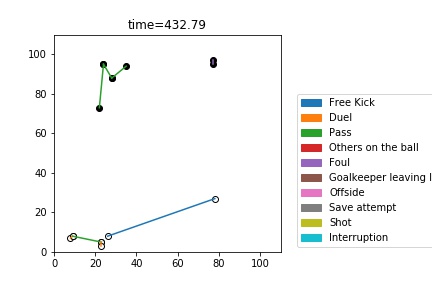 time=432.79
100
80
60
40
20
0
0 20 40 60 80 100
Free Kick
Duel
Pass
Others on the ball
Foul
Goalkeeper leaving l
Offside
Save attempt
Shot
Interruption